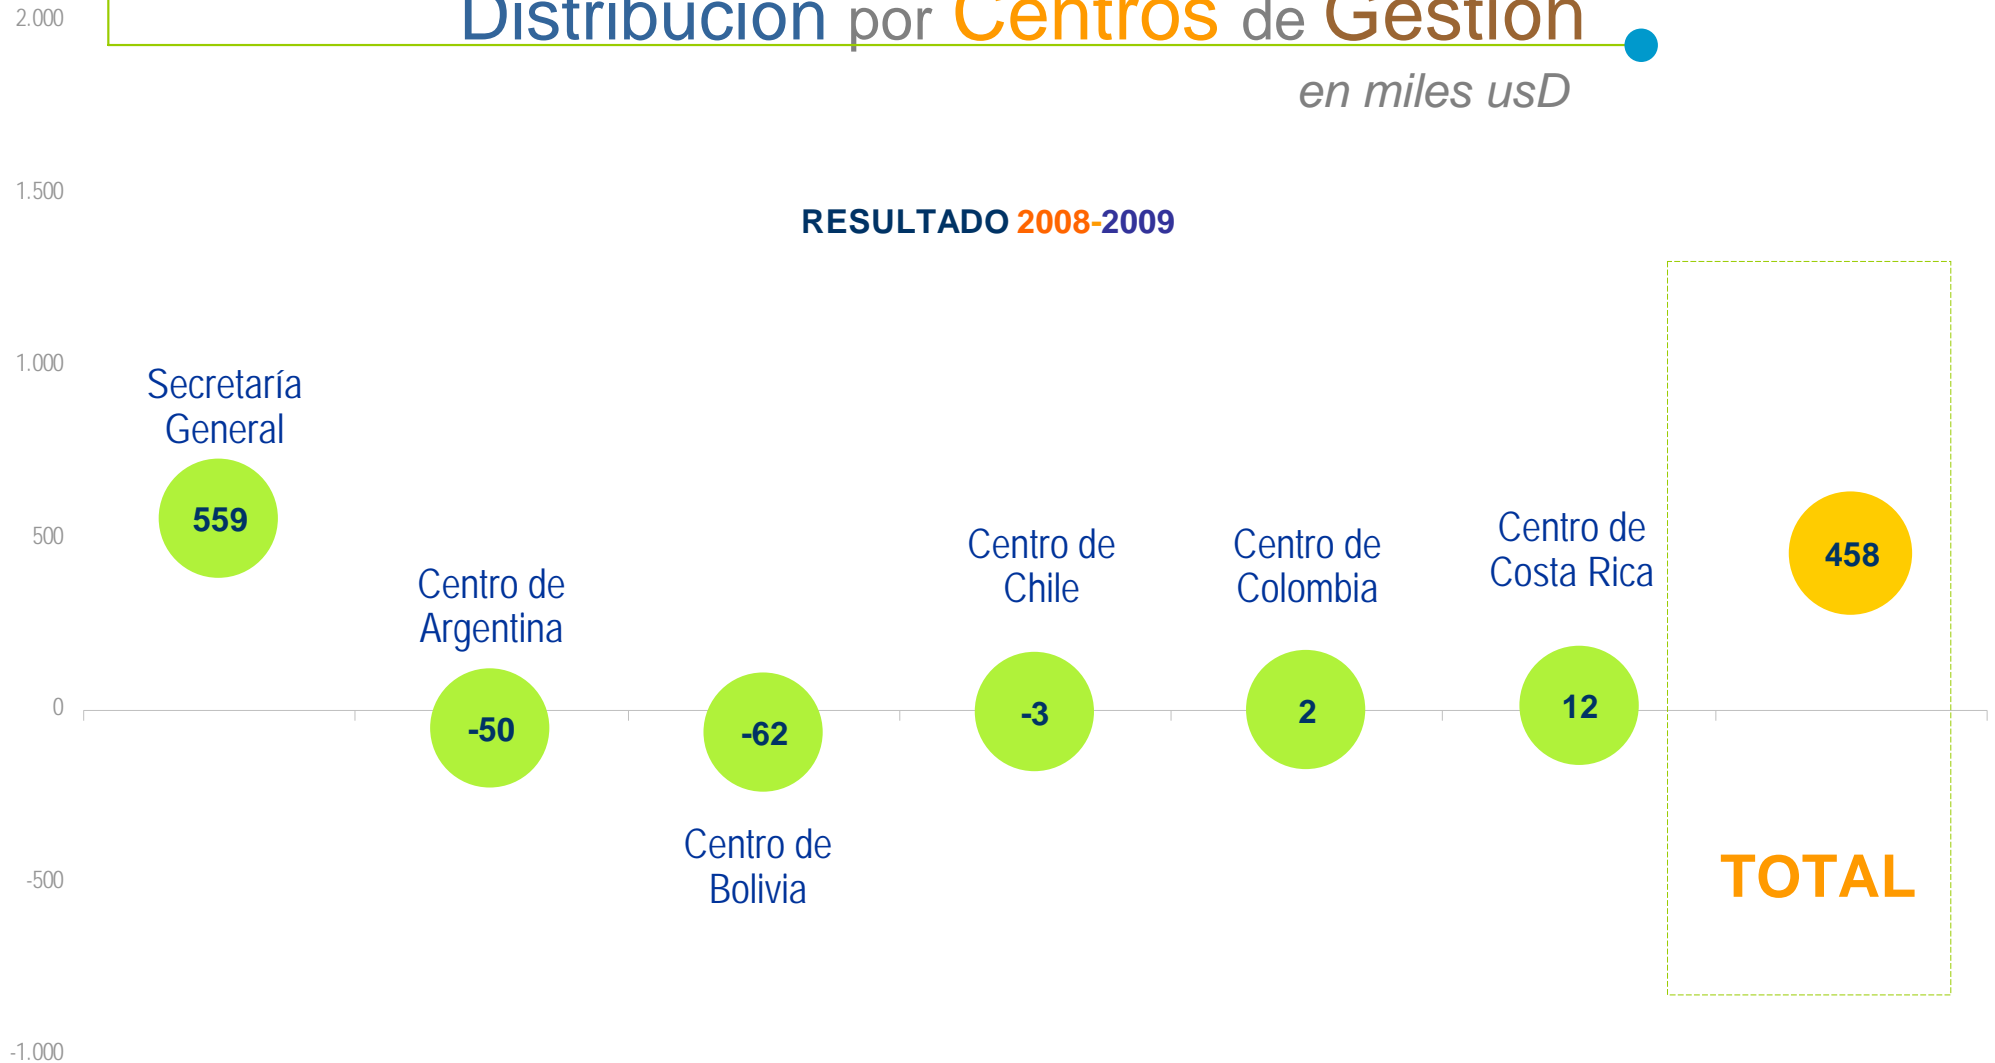 Distribución por Centros de Gestión
en miles usD
RESULTADO 2008-2009
2.000
1.500
1.000
500
0
-500
-1.000
Secretaría
General
559
Centro de
Argentina
-50
-62
Centro de
Bolivia
Centro de
Chile
-3
Centro de
Colombia
2
Centro de
Costa Rica
12
458
TOTAL